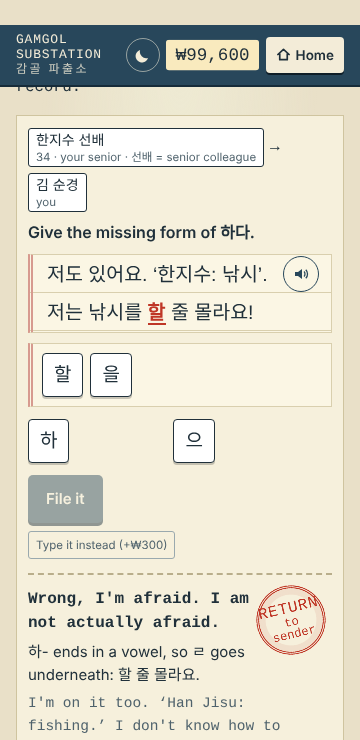 GAMGOL
SUBSTATION
감골 파출소
₩99,600
Home
record.
한지수 선배
34 · your senior · 선배 = senior colleague
→
김 순경
you
Give the missing form of 하다.
저도 있어요. ‘한지수: 낚시’.
저는 낚시를 할 줄 몰라요!
할 을
하 으
File it
Type it instead (+₩300)
Wrong, I'm afraid. I am
not actually afraid.
RETURN
to
sender
하- ends in a vowel, so ㄹ goes
underneath: 할 줄 몰라요.
I'm on it too. ‘Han Jisu:
fishing.’ I don't know how to